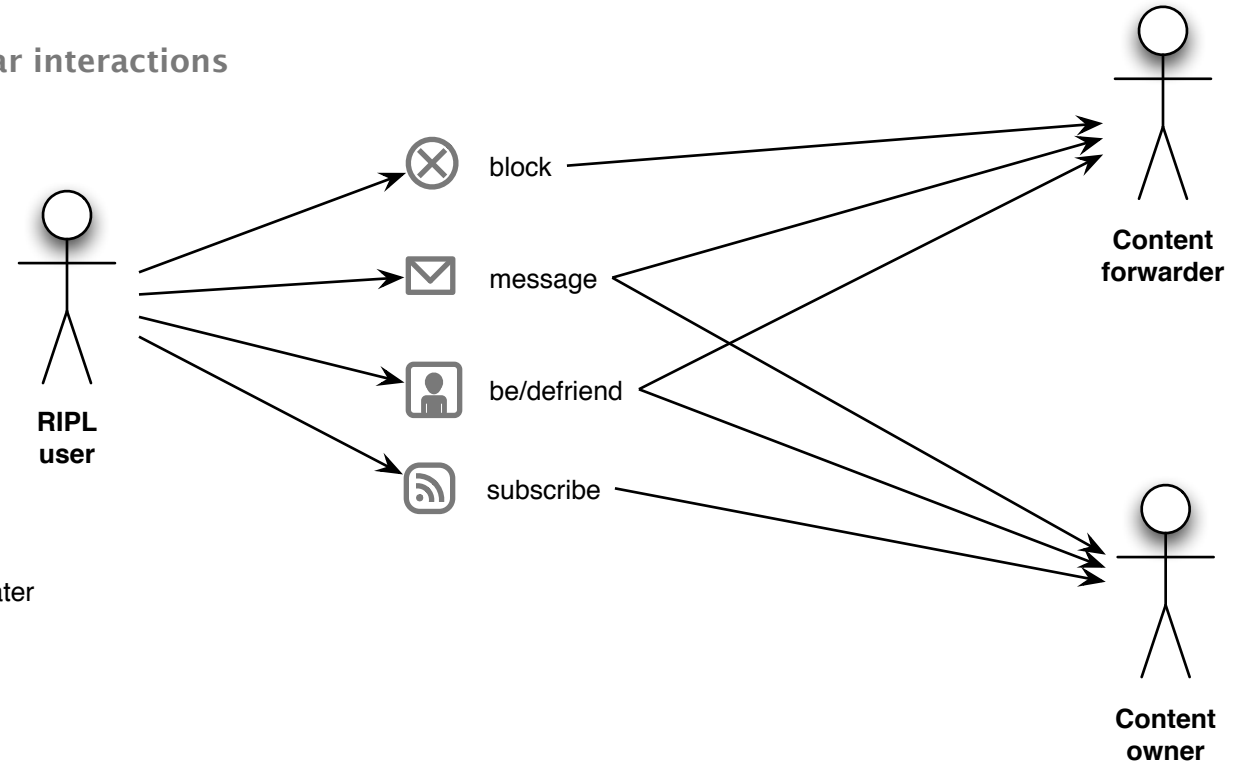 ar interactions
block
message
be/defriend
subscribe
RIPL
user
Content
forwarder
ater
Content
owner